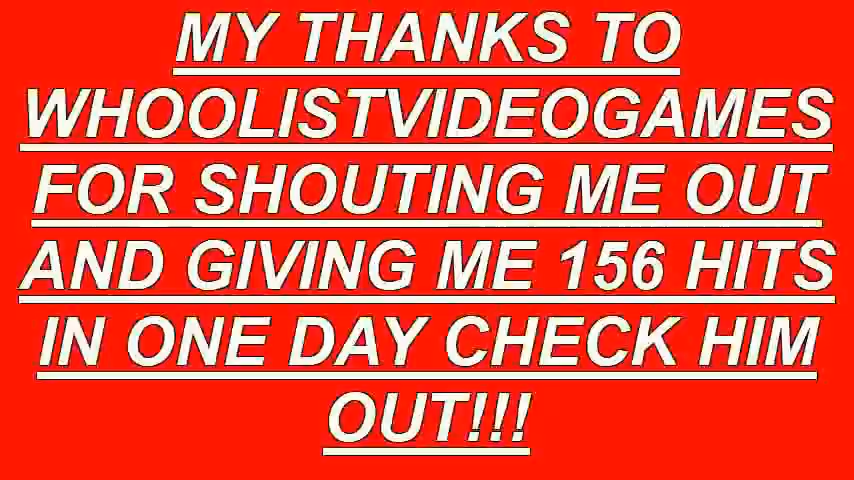 MY THANKS TO
WHOOLISTVIDEOGAMES
FOR SHOUTING ME OUT
AND GIVING ME 156 HITS
IN ONE DAY CHECK HIM
OUT!!!